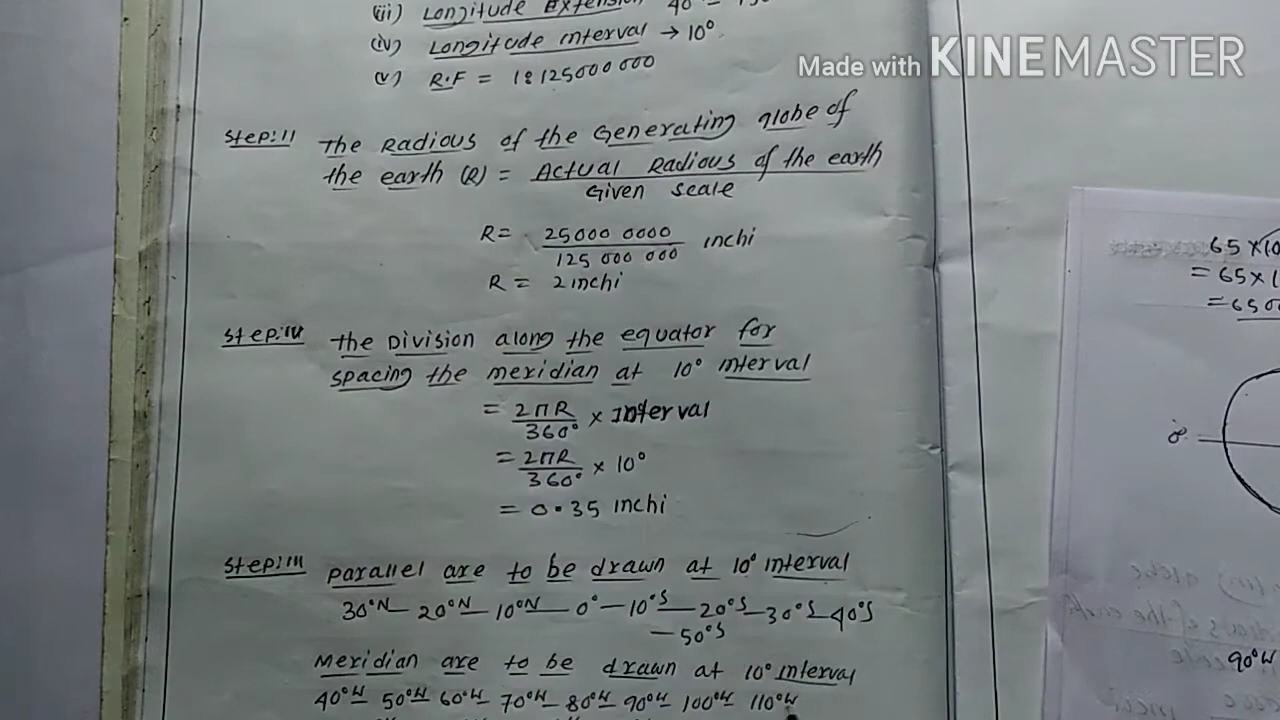 (iii) Longitude Extension
(iv) Longitude interval → 10°
(v) R.F = 1:125000000
Made with KINEMASTER
Step:II The Radious of the Generating globe of
the earth (R) = Actual Radious of the earth
Given scale
R = 25000 0000 inchi
125 000 000
R = 2 inchi
Step:IV the Division along the equator for
spacing the meridian at 10° interval
= 2πR × Interval
360°
= 2πR × 10°
360°
= 0.35 inchi
Step:III Parallel are to be drawn at 10° interval
30°N — 20°N — 10°N — 0° — 10°S — 20°S — 30°S — 40°S
— 50°S
Meridian are to be drawn at 10° interval
40°W 50°W 60°W 70°W 80°W 90°W 100°W 110°W
65 × 10
= 65 × 1
= 650
90°W